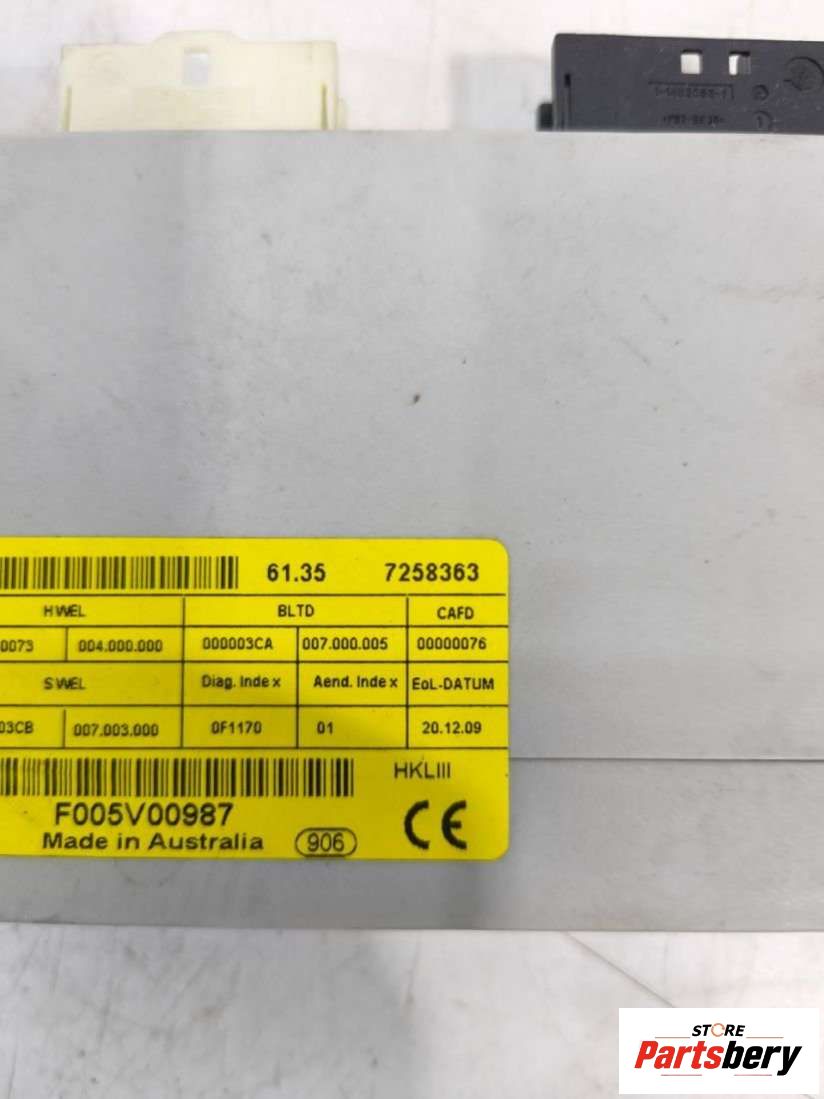 61.35 7258363
HWEL BLTD CAFD
0073 004.000.000 000003CA 007.000.005 00000076
SWEL Diag. Index Aend. Index EoL-DATUM
03CB 007.003.000 0F1170 01 20.12.09
HKLIII
F005V00987
CE
Made in Australia 906
STORE
Partsbery